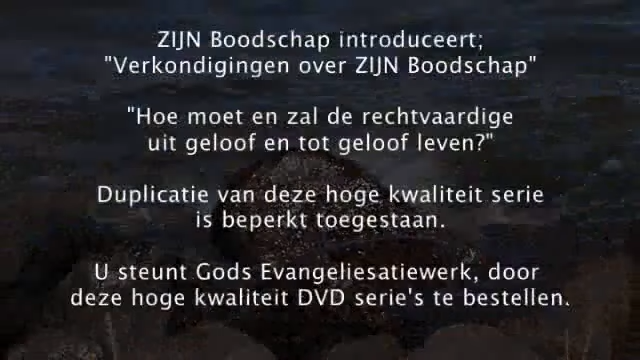 ZIJN Boodschap introduceert;
"Verkondigingen over ZIJN Boodschap"
"Hoe moet en zal de rechtvaardige
uit geloof en tot geloof leven?"
Duplicatie van deze hoge kwaliteit serie
is beperkt toegestaan.
U steunt Gods Evangeliesatiewerk, door
deze hoge kwaliteit DVD serie's te bestellen.